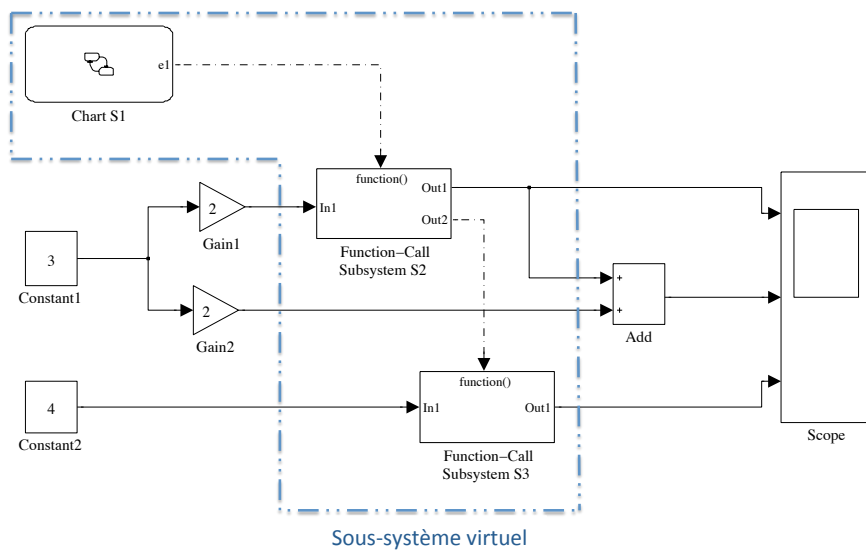 e1
Chart S1
function()
In1
Out1
Out2
Function−Call
Subsystem S2
2
Gain1
3
Constant1
2
Gain2
+
+
Add
4
Constant2
function()
In1
Out1
Function−Call
Subsystem S3
Scope
Sous-système virtuel